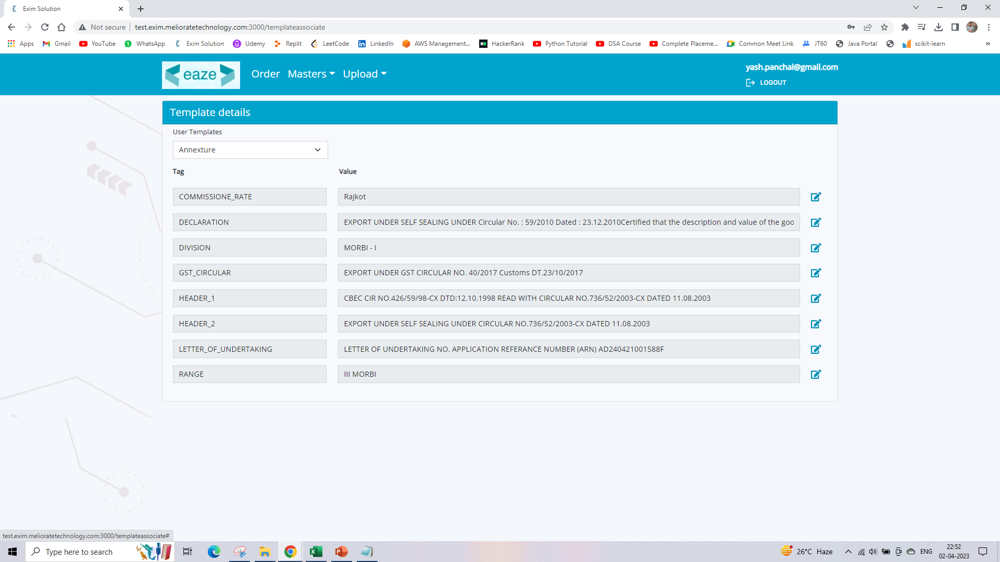 Exim Solution
Not secure
test.exim.melioratetechnology.com:3000/templateassociate
Apps
Gmail
YouTube
WhatsApp
Exim Solution
Udemy
Replit
LeetCode
LinkedIn
AWS Management...
HackerRank
Python Tutorial
DSA Course
Complete Placeme...
Common Meet Link
JT60
Java Portal
scikit-learn
»
eaze
Order
Masters
Upload
yash.panchal@gmail.com
LOGOUT
Template details
User Templates
Annexture
Tag
Value
COMMISSIONE_RATE
Rajkot
DECLARATION
EXPORT UNDER SELF SEALING UNDER Circular No. : 59/2010 Dated : 23.12.2010Certified that the description and value of the goo
DIVISION
MORBI - I
GST_CIRCULAR
EXPORT UNDER GST CIRCULAR NO. 40/2017 Customs DT.23/10/2017
HEADER_1
CBEC CIR NO.426/59/98-CX DTD:12.10.1998 READ WITH CIRCULAR NO.736/52/2003-CX DATED 11.08.2003
HEADER_2
EXPORT UNDER SELF SEALING UNDER CIRCULAR NO.736/52/2003-CX DATED 11.08.2003
LETTER_OF_UNDERTAKING
LETTER OF UNDERTAKING NO. APPLICATION REFERANCE NUMBER (ARN) AD240421001588F
RANGE
III MORBI
test.exim.melioratetechnology.com:3000/templateassociate#
Type here to search
26°C Haze
ENG
22:52
02-04-2023